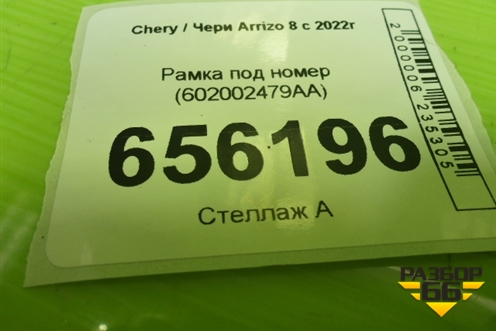 Chery / Чери Arrizo 8 с 2022г
Рамка под номер
(602002479AA)
656196
Стеллаж А
2000006235305
РАЗБОР
66